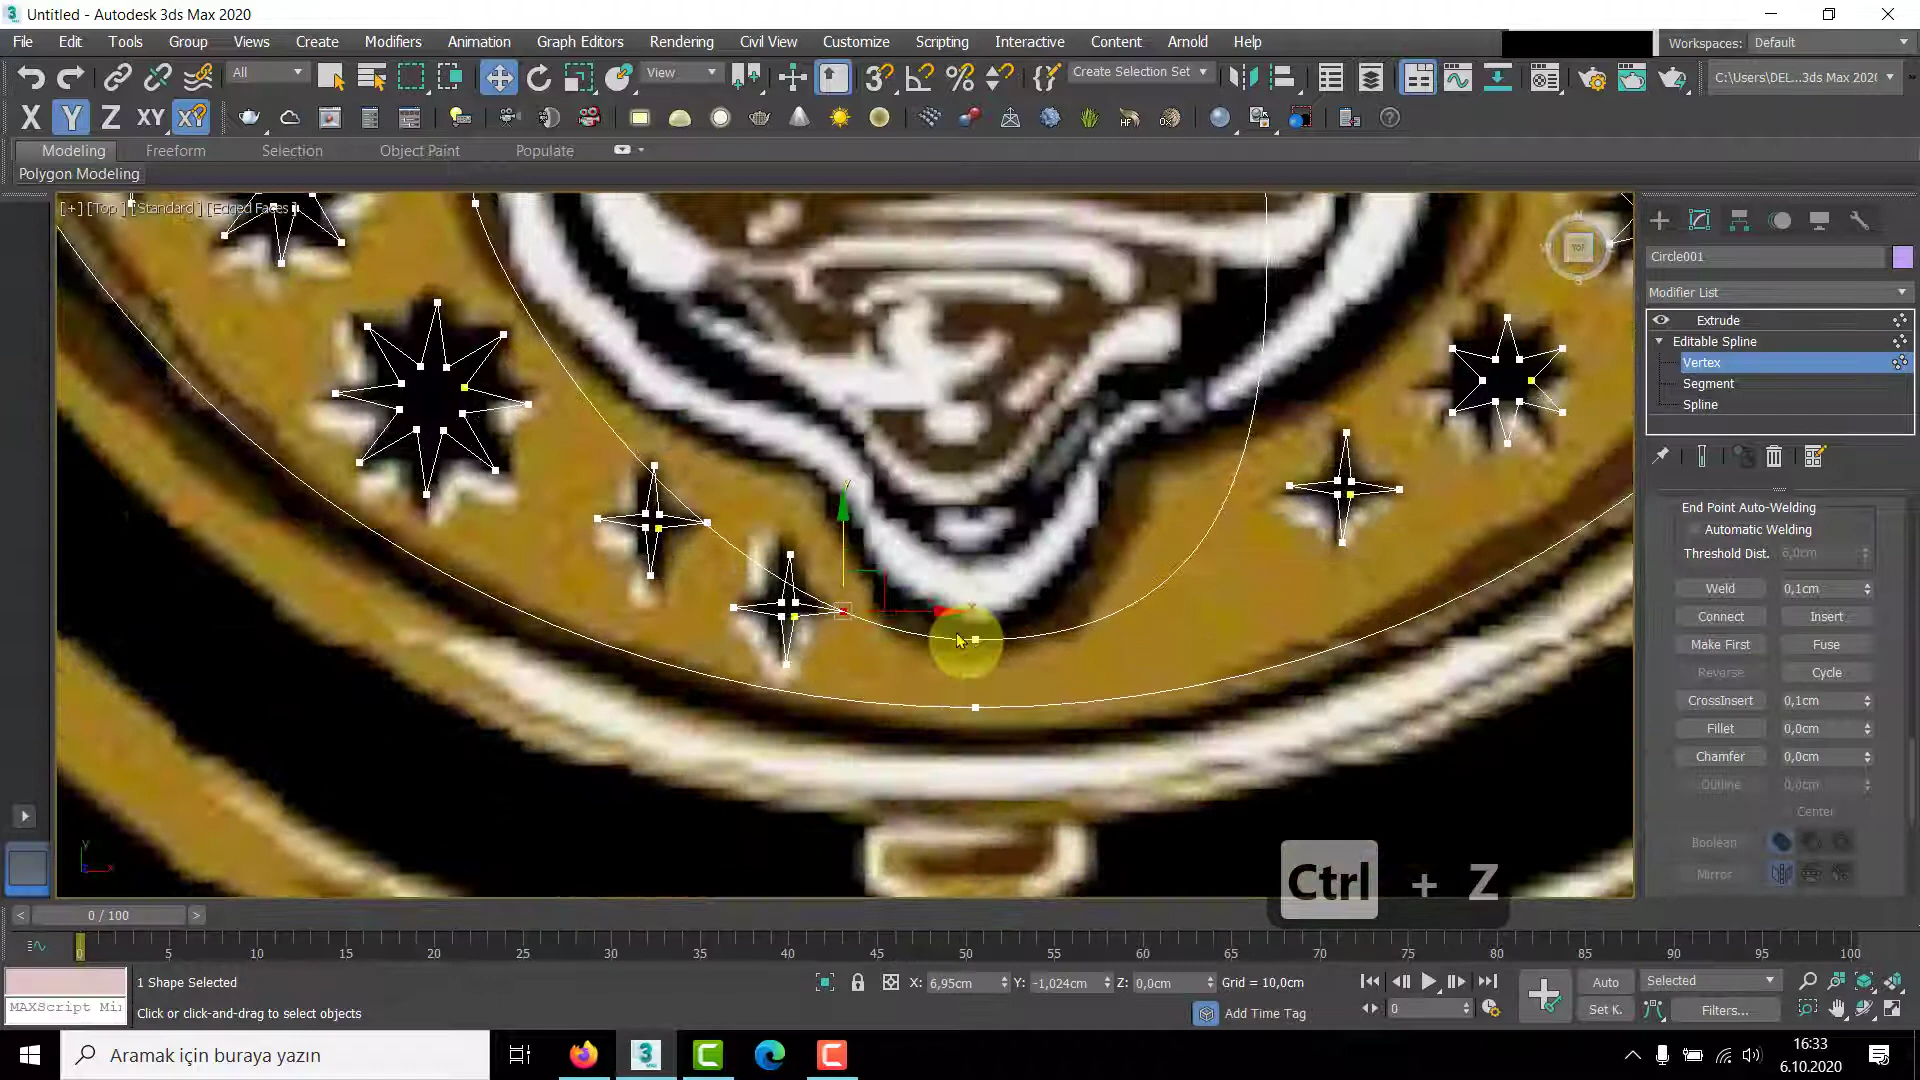 Untitled - Autodesk 3ds Max 2020
File Edit Tools Group Views Create Modifiers Animation Graph Editors Rendering Civil View Customize Scripting Interactive Content Arnold Help
Workspaces: Default
All
View
Create Selection Set
C:\Users\DEL...3ds Max 2020
X Y Z XY
Modeling Freeform Selection Object Paint Populate
Polygon Modeling
[+] [Top ] [Standard ] [Edged Faces ]
TOP
Circle001
Modifier List
Extrude
Editable Spline
Vertex
Segment
Spline
End Point Auto-Welding
Automatic Welding
Threshold Dist. 6,0cm
Weld 0,1cm
Connect Insert
Make First Fuse
Reverse Cycle
CrossInsert 0,1cm
Fillet 0,0cm
Chamfer 0,0cm
Outline 0,0cm
Center
Boolean
Mirror
Ctrl + Z
< 0 / 100 >
0 5 10 15 20 25 30 35 40 45 50 55 60 65 70 75 80 85 90 95 100
1 Shape Selected
X: 6,95cm Y: -1,024cm Z: 0,0cm Grid = 10,0cm
Auto Selected
MAXScript Mi
Click or click-and-drag to select objects
Add Time Tag
0
Set K. Filters...
Aramak için buraya yazın
16:33
6.10.2020